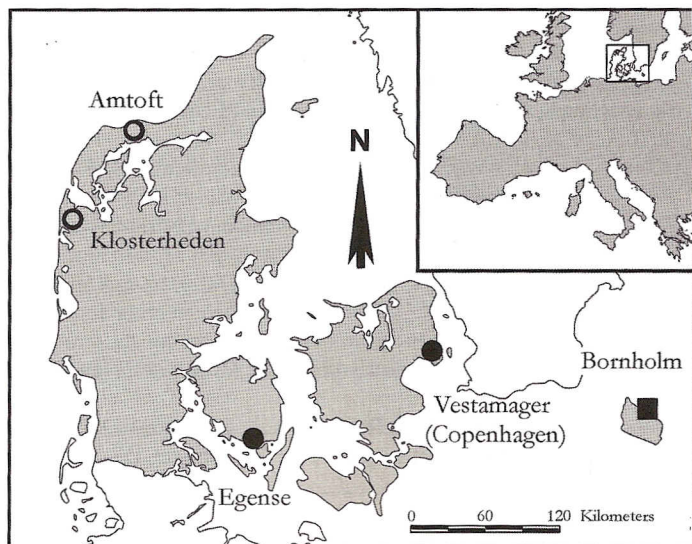 Amtoft
N
Klosterheden
Bornholm
Vestamager
(Copenhagen)
Egense
0 60 120 Kilometers